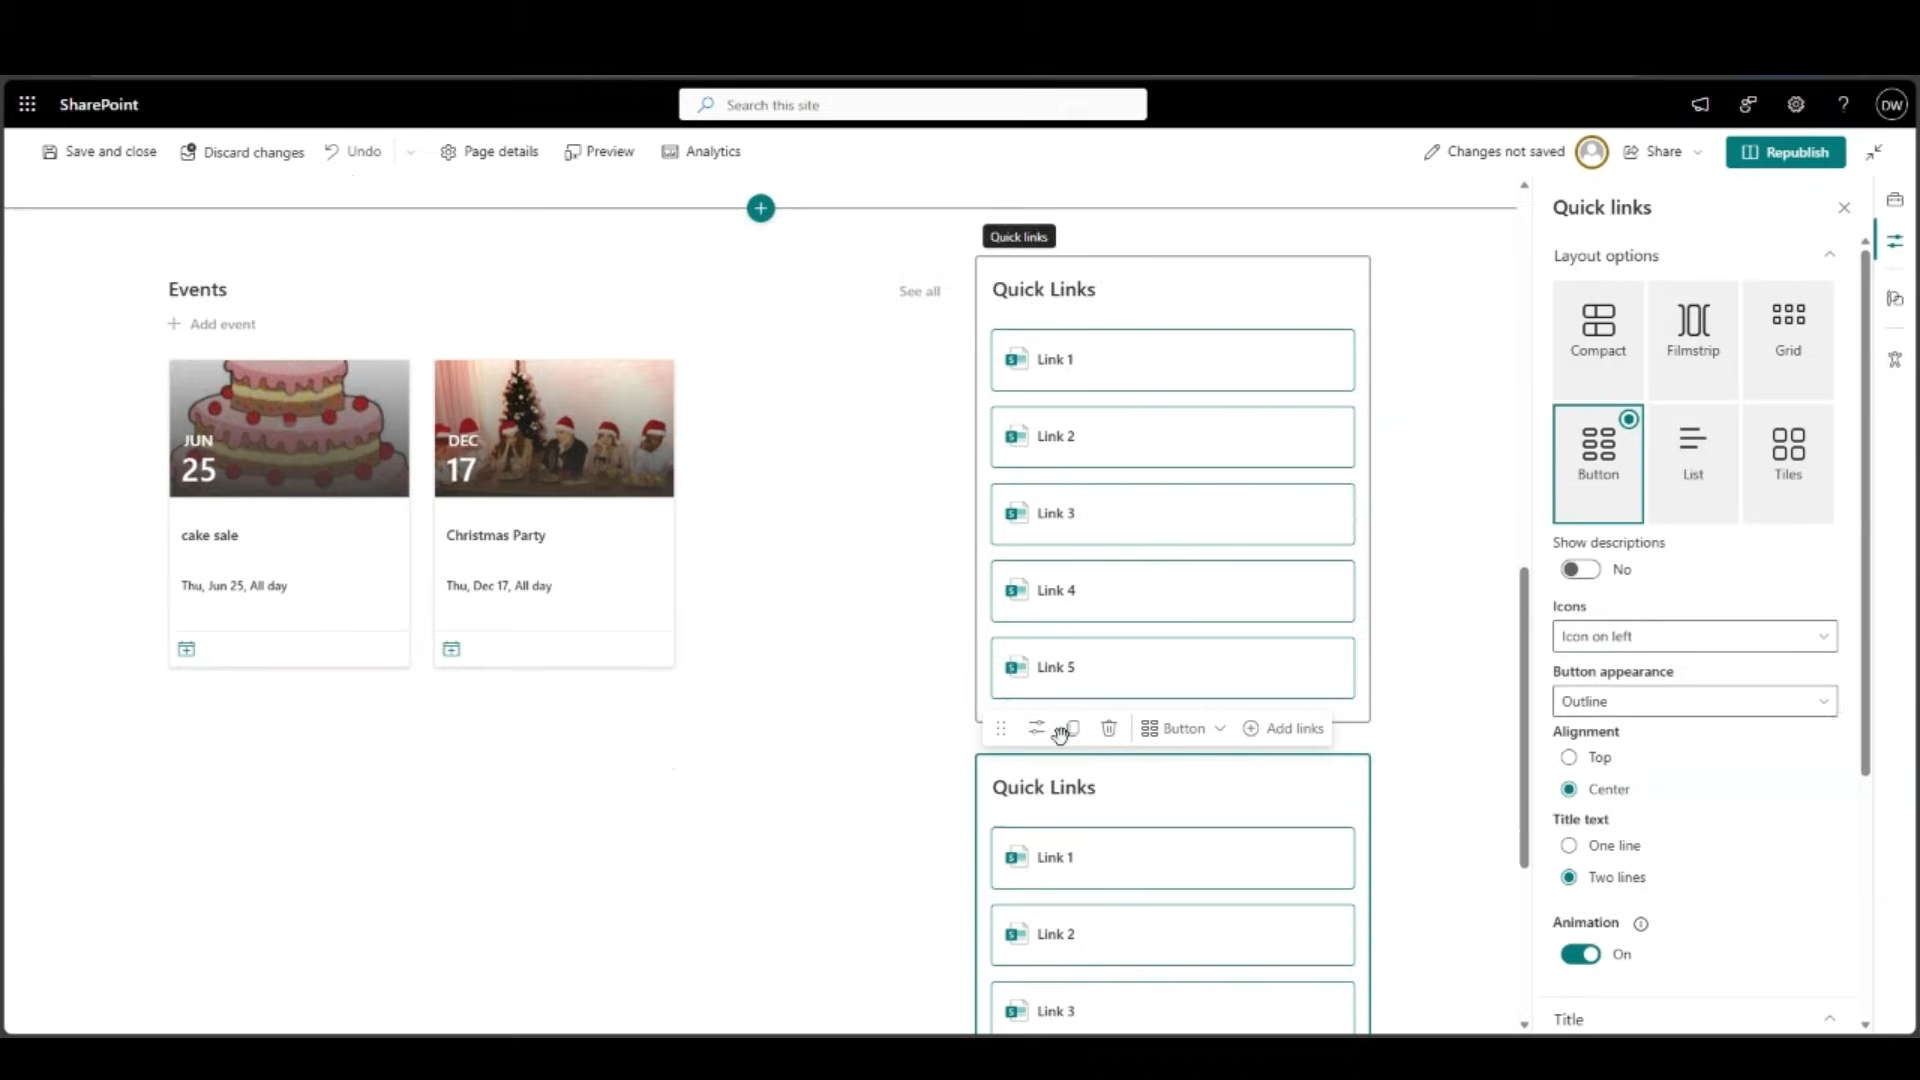 SharePoint
Search this site
DW
Save and close
Discard changes
Undo
Page details
Preview
Analytics
Changes not saved
Share
Republish
Quick links
Events
See all
Add event
JUN
25
cake sale
Thu, Jun 25, All day
DEC
17
Christmas Party
Thu, Dec 17, All day
Quick Links
Link 1
Link 2
Link 3
Link 4
Link 5
Button
Add links
Quick Links
Link 1
Link 2
Link 3
Quick links
Layout options
Compact
Filmstrip
Grid
Button
List
Tiles
Show descriptions
No
Icons
Icon on left
Button appearance
Outline
Alignment
Top
Center
Title text
One line
Two lines
Animation
On
Title